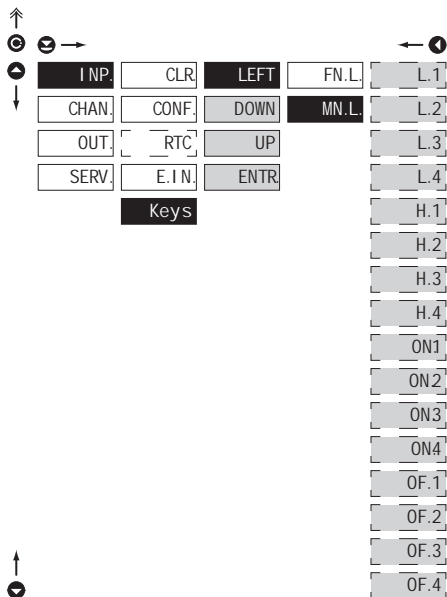 INP. CLR. LEFT FN.L. L.1
CHAN. CONF. DOWN MN.L. L.2
OUT. RTC UP L.3
SERV. E.IN. ENTR. L.4
Keys H.1
H.2
H.3
H.4
ON1
ON2
ON3
ON4
OF.1
OF.2
OF.3
OF.4